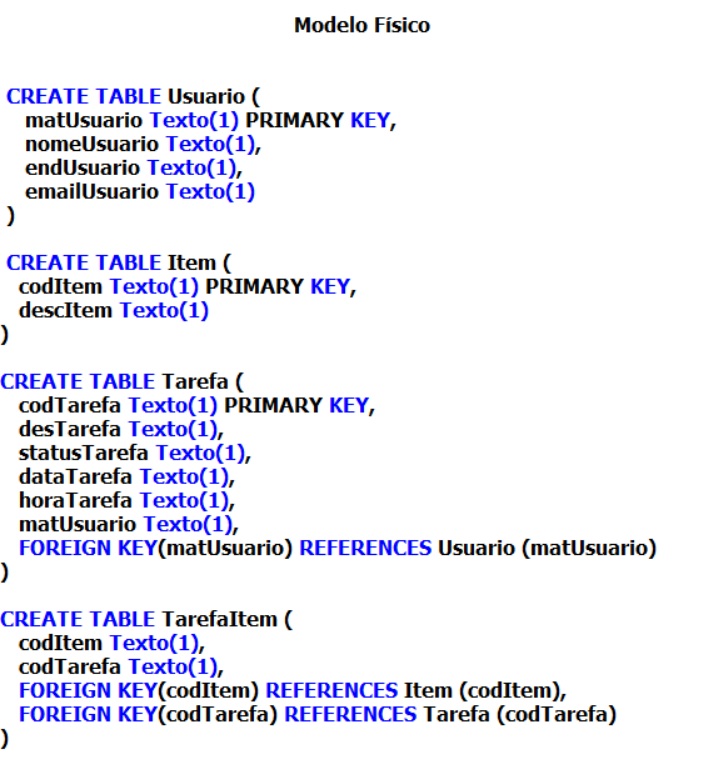 Modelo Físico
CREATE TABLE Usuario (
matUsuario Texto(1) PRIMARY KEY,
nomeUsuario Texto(1),
endUsuario Texto(1),
emailUsuario Texto(1)
)
CREATE TABLE Item (
codItem Texto(1) PRIMARY KEY,
descItem Texto(1)
)
CREATE TABLE Tarefa (
codTarefa Texto(1) PRIMARY KEY,
desTarefa Texto(1),
statusTarefa Texto(1),
dataTarefa Texto(1),
horaTarefa Texto(1),
matUsuario Texto(1),
FOREIGN KEY(matUsuario) REFERENCES Usuario (matUsuario)
)
CREATE TABLE TarefaItem (
codItem Texto(1),
codTarefa Texto(1),
FOREIGN KEY(codItem) REFERENCES Item (codItem),
FOREIGN KEY(codTarefa) REFERENCES Tarefa (codTarefa)
)